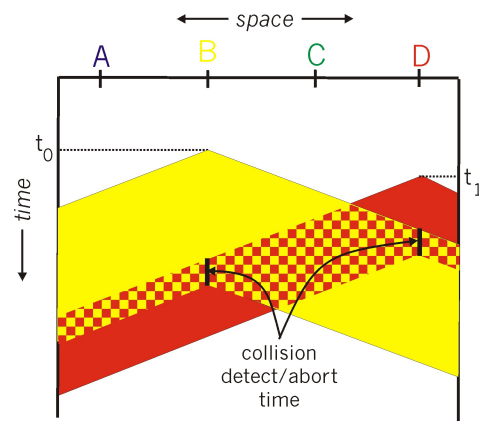 space
A B C D
t0
t1
time
collision
detect/abort
time